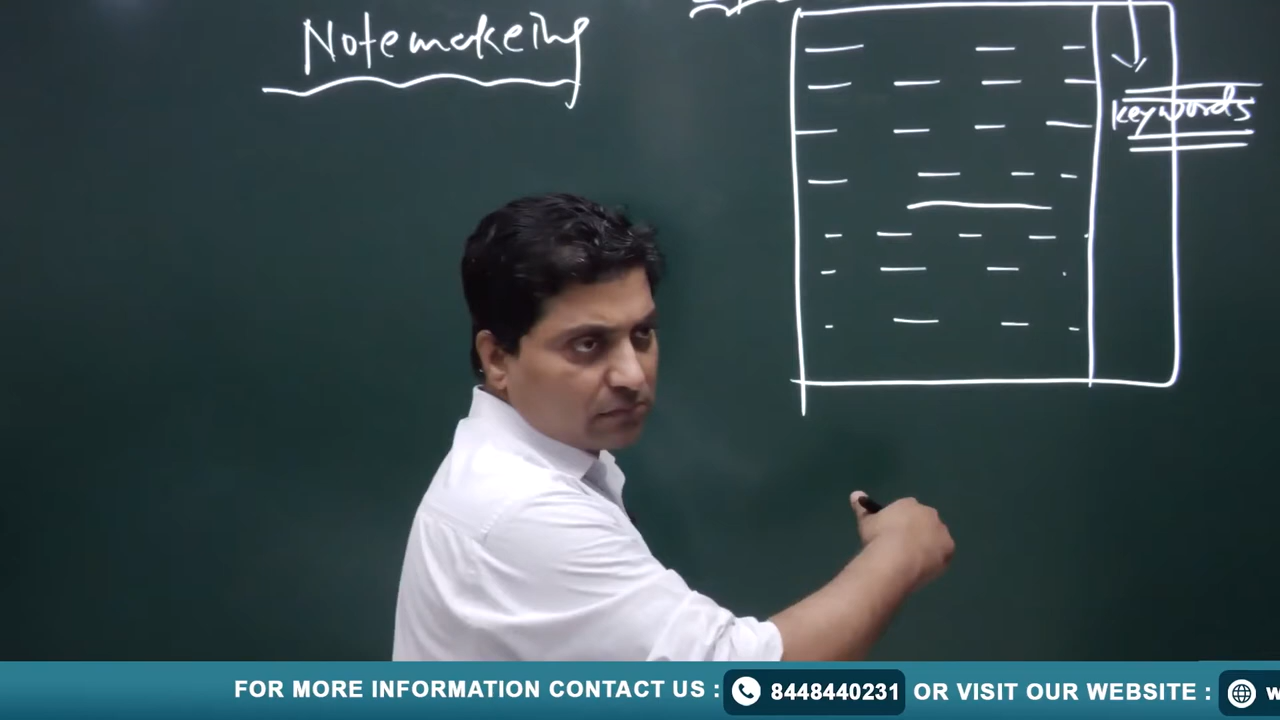 Notemakeing
keywords
FOR MORE INFORMATION CONTACT US : 8448440231 OR VISIT OUR WEBSITE : w